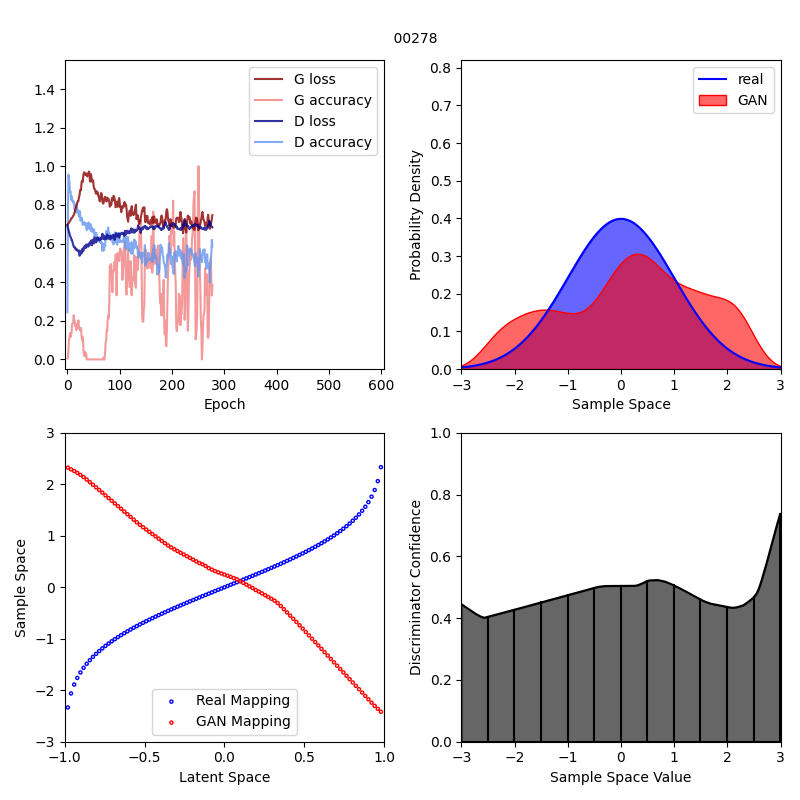 00278
G loss
G accuracy
D loss
D accuracy
1.4
1.2
1.0
0.8
0.6
0.4
0.2
0.0
0 100 200 300 400 500 600
Epoch
real
GAN
Probability Density
0.8
0.7
0.6
0.5
0.4
0.3
0.2
0.1
0.0
−3 −2 −1 0 1 2 3
Sample Space
Sample Space
3
2
1
0
−1
−2
−3
Real Mapping
GAN Mapping
−1.0 −0.5 0.0 0.5 1.0
Latent Space
Discriminator Confidence
1.0
0.8
0.6
0.4
0.2
0.0
−3 −2 −1 0 1 2 3
Sample Space Value